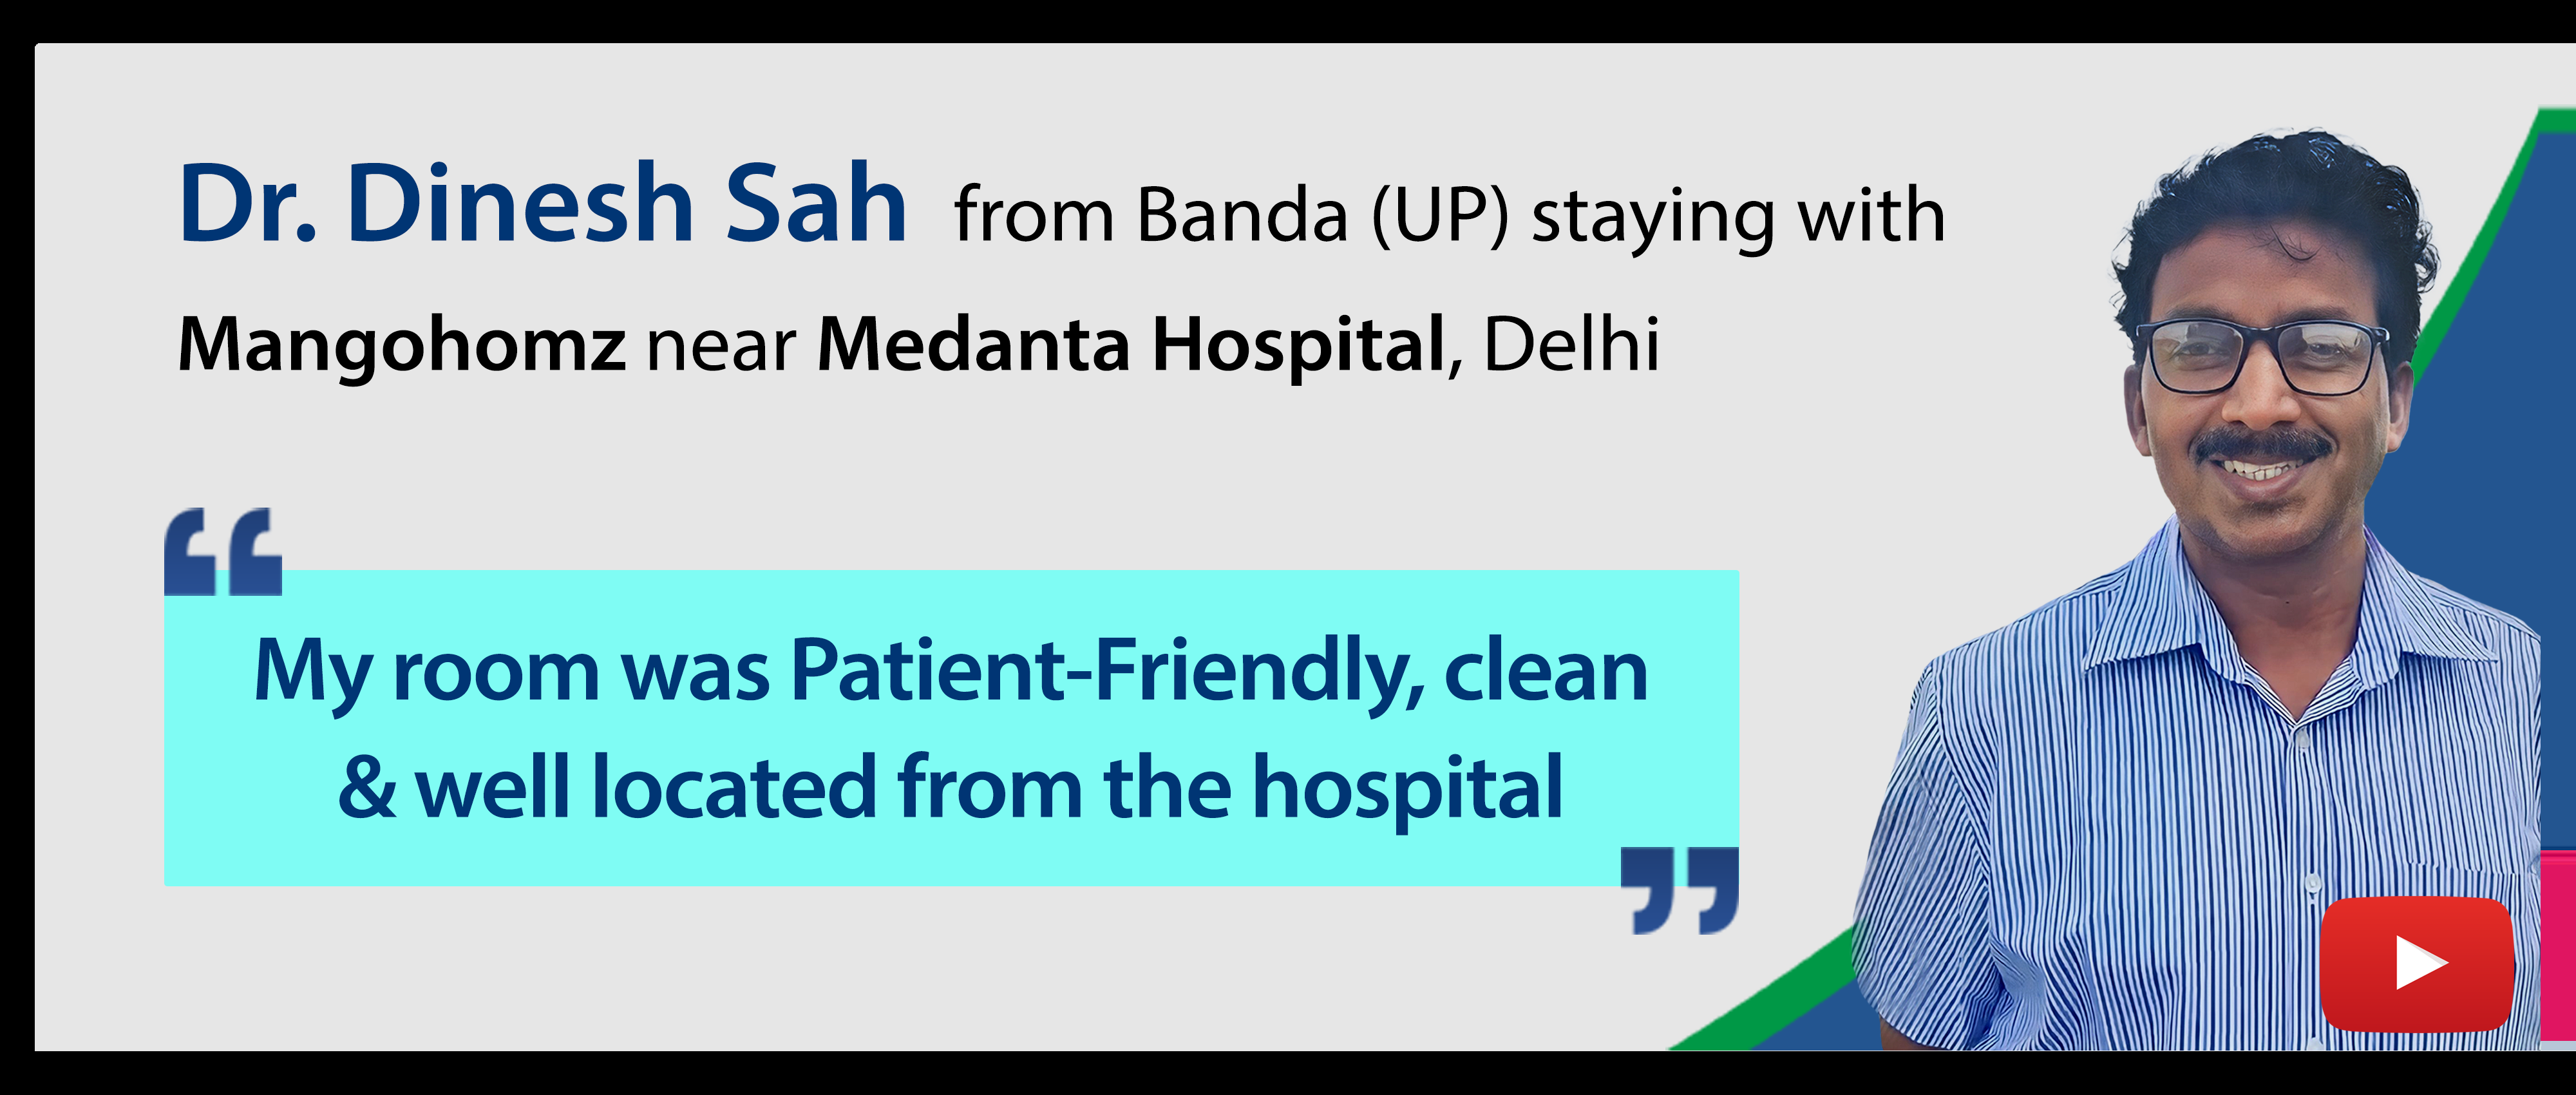 Dr. Dinesh Sah from Banda (UP) staying with
Mangohomz near Medanta Hospital, Delhi
“
My room was Patient-Friendly, clean
& well located from the hospital
”